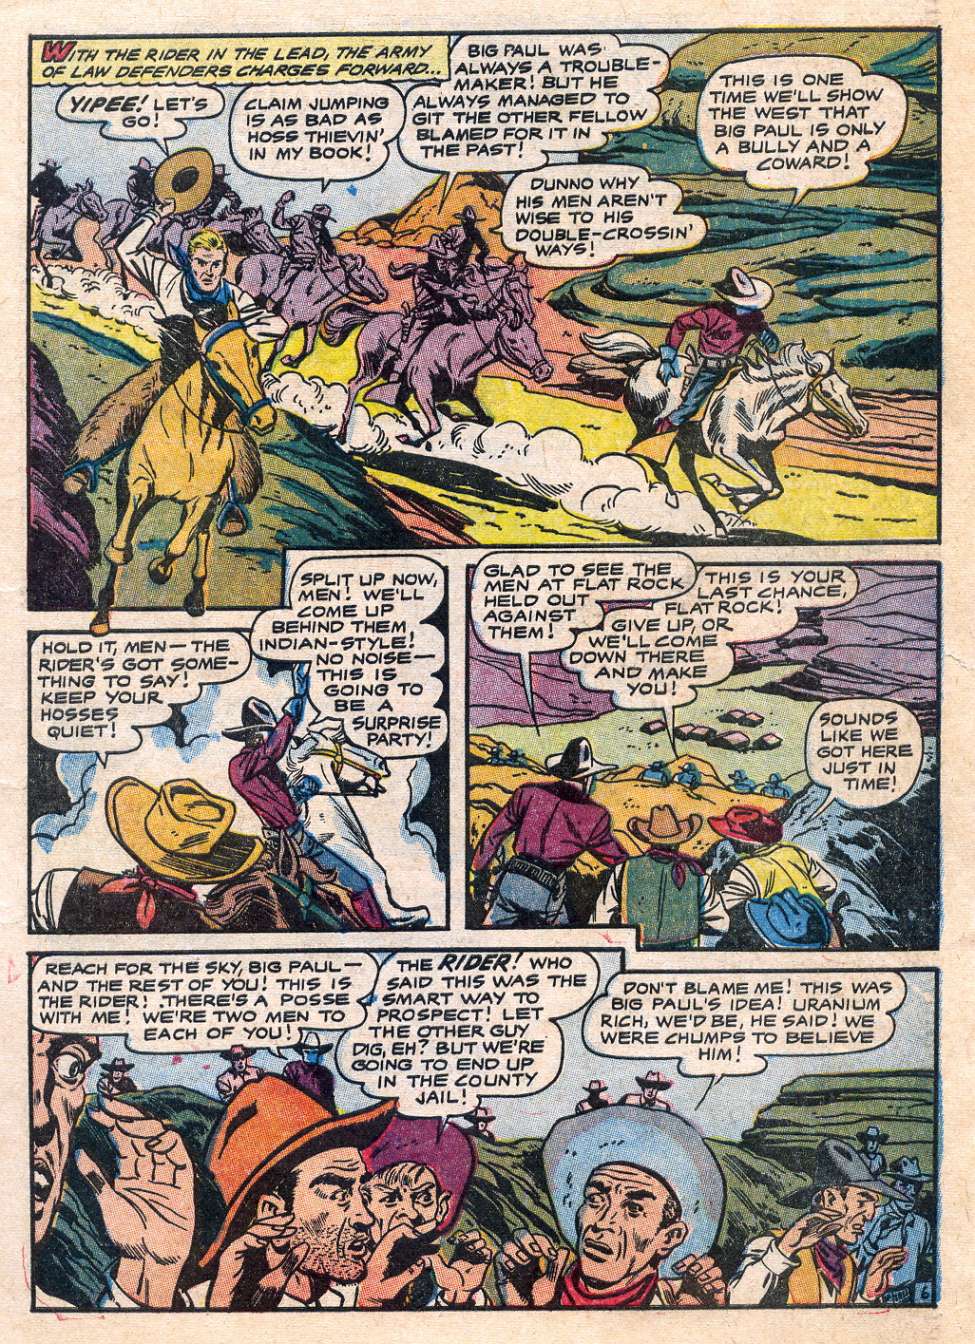 WITH THE RIDER IN THE LEAD, THE ARMY
OF LAW DEFENDERS CHARGES FORWARD...
YIPEE! LET'S
GO!
CLAIM JUMPING
IS AS BAD AS
HOSS THIEVIN'
IN MY BOOK!
BIG PAUL WAS
ALWAYS A TROUBLE-
MAKER! BUT HE
ALWAYS MANAGED TO
GIT THE OTHER FELLOW
BLAMED FOR IT IN
THE PAST!
DUNNO WHY
HIS MEN AREN'T
WISE TO HIS
DOUBLE-CROSSIN'
WAYS!
THIS IS ONE
TIME WE'LL SHOW
THE WEST THAT
BIG PAUL IS ONLY
A BULLY AND A
COWARD!
HOLD IT, MEN — THE
RIDER'S GOT SOME-
THING TO SAY!
KEEP YOUR
HOSSES
QUIET!
SPLIT UP NOW,
MEN! WE'LL
COME UP
BEHIND THEM
INDIAN-STYLE!
NO NOISE —
THIS IS
GOING TO
BE A
SURPRISE
PARTY!
GLAD TO SEE THE
MEN AT FLAT ROCK
HELD OUT
AGAINST
THEM!
THIS IS YOUR
LAST CHANCE,
FLAT ROCK!
GIVE UP, OR
WE'LL COME
DOWN THERE
AND MAKE
YOU!
SOUNDS
LIKE WE
GOT HERE
JUST IN
TIME!
REACH FOR THE SKY, BIG PAUL —
AND THE REST OF YOU! THIS IS
THE RIDER! THERE'S A POSSE
WITH ME! WE'RE TWO MEN TO
EACH OF YOU!
THE RIDER! WHO
SAID THIS WAS THE
SMART WAY TO
PROSPECT! LET
THE OTHER GUY
DIG, EH? BUT WE'RE
GOING TO END UP
IN THE COUNTY
JAIL!
DON'T BLAME ME! THIS WAS
BIG PAUL'S IDEA! URANIUM
RICH, WE'D BE, HE SAID! WE
WERE CHUMPS TO BELIEVE
HIM!
6